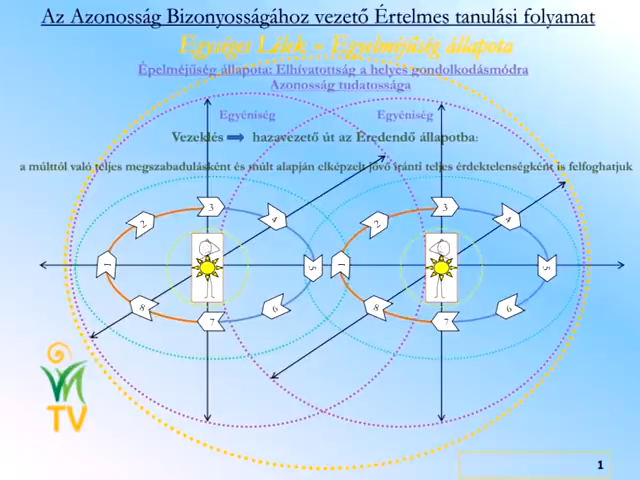 Az Azonosság Bizonyosságához vezető Értelmes tanulási folyamat
Egységes Lélek = Egyelméjűség állapota
Épelméjűség állapota: Elhívatottság a helyes gondolkodásmódra
Azonosság tudatossága
Egyéniség Egyéniség
Vezeklés hazavezető út az Eredendő állapotba:
a múlttól való teljes megszabadulásként és múlt alapján elképzelt jövő iránti teljes érdektelenségként is felfoghatjuk
1 2 3 4 5 6 7 8
1 2 3 4 5 6 7 8
TV
1